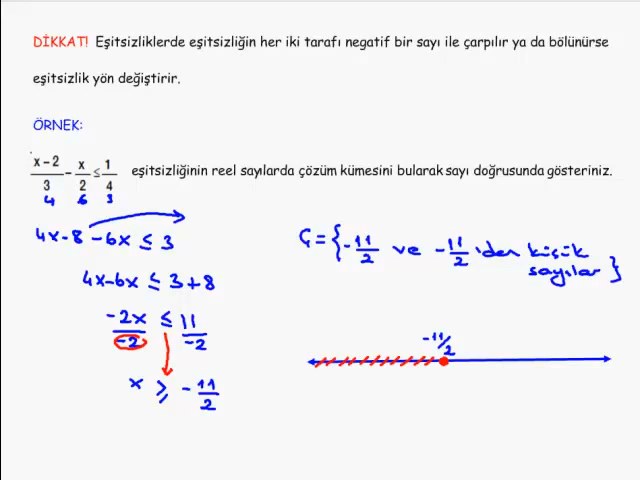 DİKKAT! Eşitsizliklerde eşitsizliğin her iki tarafı negatif bir sayı ile çarpılır ya da bölünürse
eşitsizlik yön değiştirir.
ÖRNEK:
(x-2)/3 - x/2 ≤ 1/4 eşitsizliğinin reel sayılarda çözüm kümesini bularak sayı doğrusunda gösteriniz.
4 6 3
4x-8-6x ≤ 3
4x-6x ≤ 3+8
-2x/-2 ≤ 11/-2
x ≥ -11/2
Ç = { -11/2 ve -11/2 'den küçük
sayılar }
-11/2